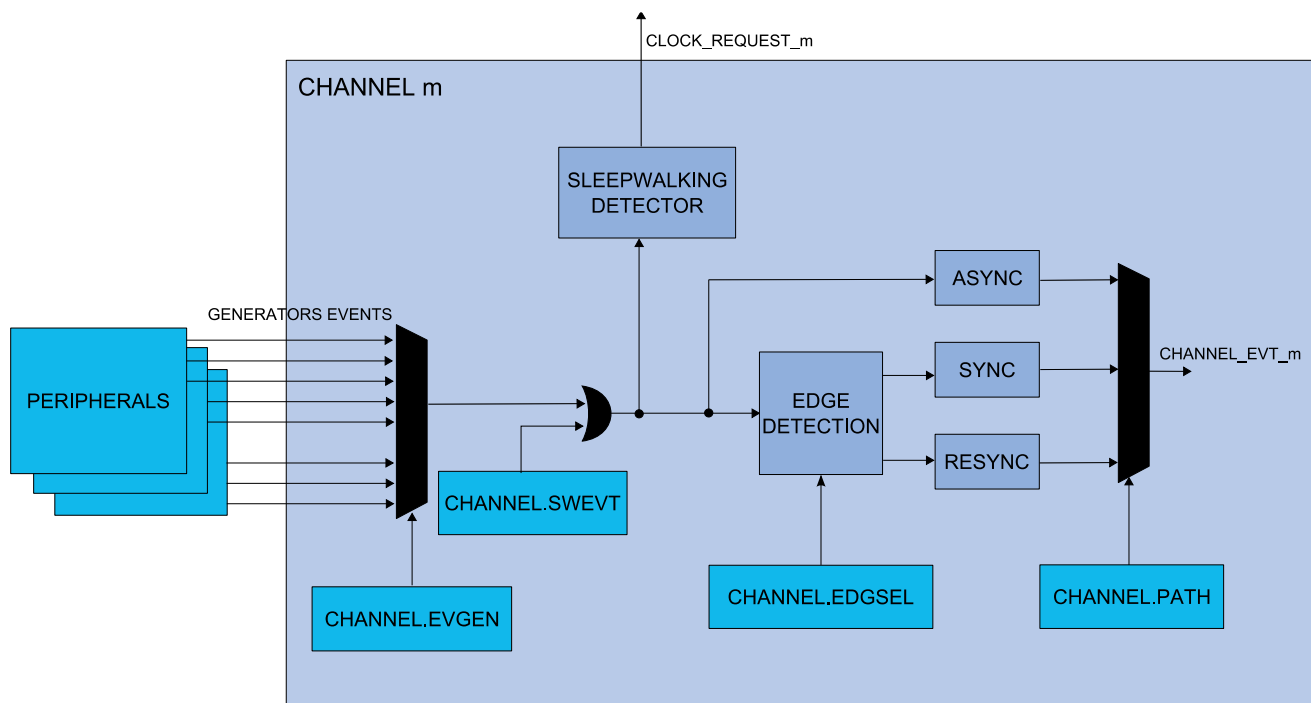 CLOCK_REQUEST_m
CHANNEL m
SLEEPWALKING
DETECTOR
ASYNC
GENERATORS EVENTS
PERIPHERALS
EDGE
DETECTION
SYNC
CHANNEL_EVT_m
RESYNC
CHANNEL.SWEVT
CHANNEL.EVGEN
CHANNEL.EDGSEL
CHANNEL.PATH